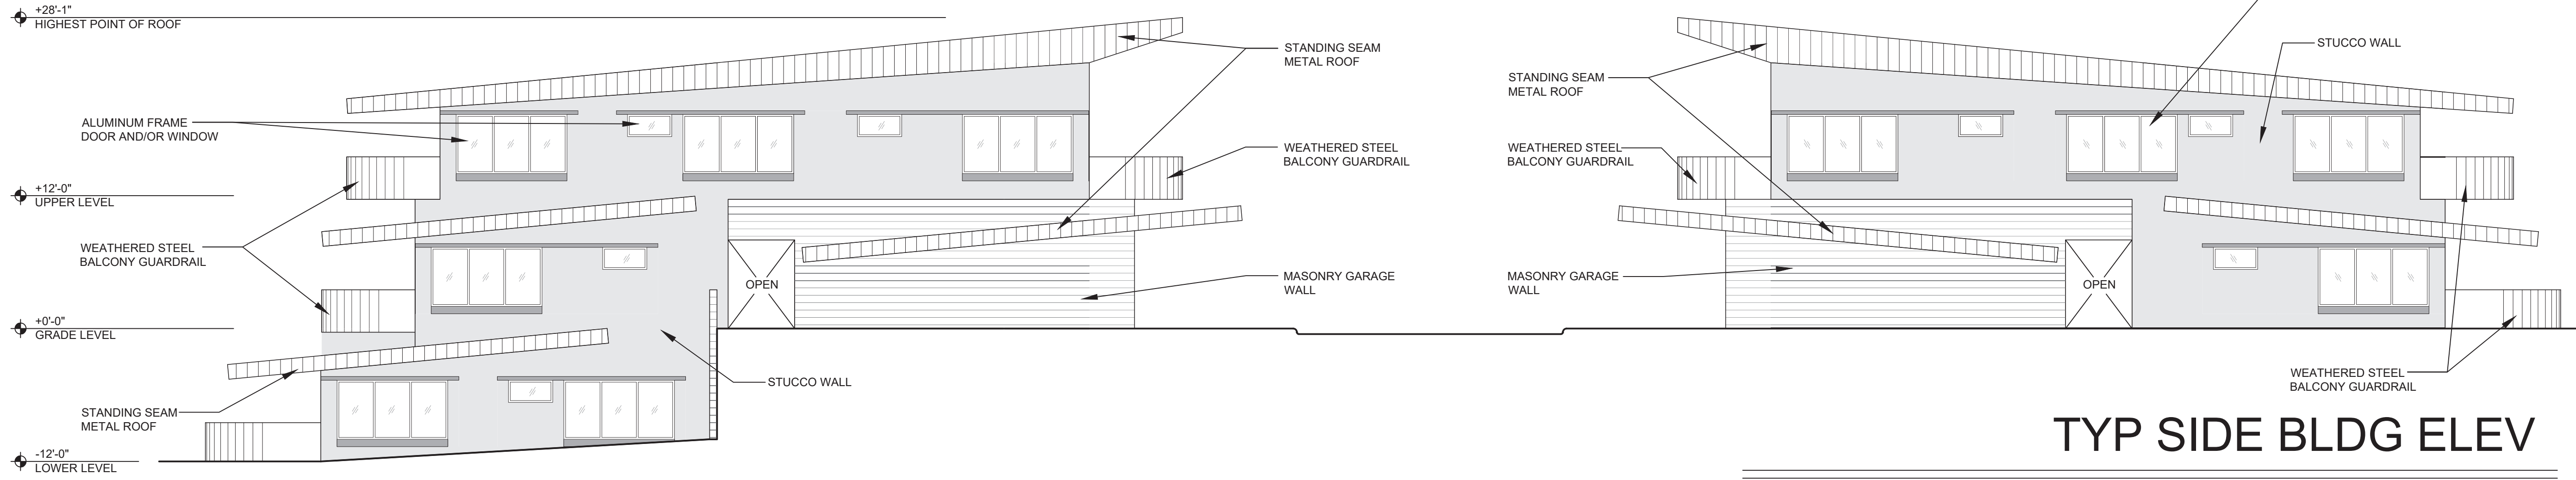 +28'-1"
HIGHEST POINT OF ROOF
ALUMINUM FRAME
DOOR AND/OR WINDOW
+12'-0"
UPPER LEVEL
WEATHERED STEEL
BALCONY GUARDRAIL
+0'-0"
GRADE LEVEL
STANDING SEAM
METAL ROOF
-12'-0"
LOWER LEVEL
OPEN
STUCCO WALL
STANDING SEAM
METAL ROOF
WEATHERED STEEL
BALCONY GUARDRAIL
MASONRY GARAGE
WALL
STANDING SEAM
METAL ROOF
WEATHERED STEEL
BALCONY GUARDRAIL
MASONRY GARAGE
WALL
OPEN
STUCCO WALL
WEATHERED STEEL
BALCONY GUARDRAIL
TYP SIDE BLDG ELEV